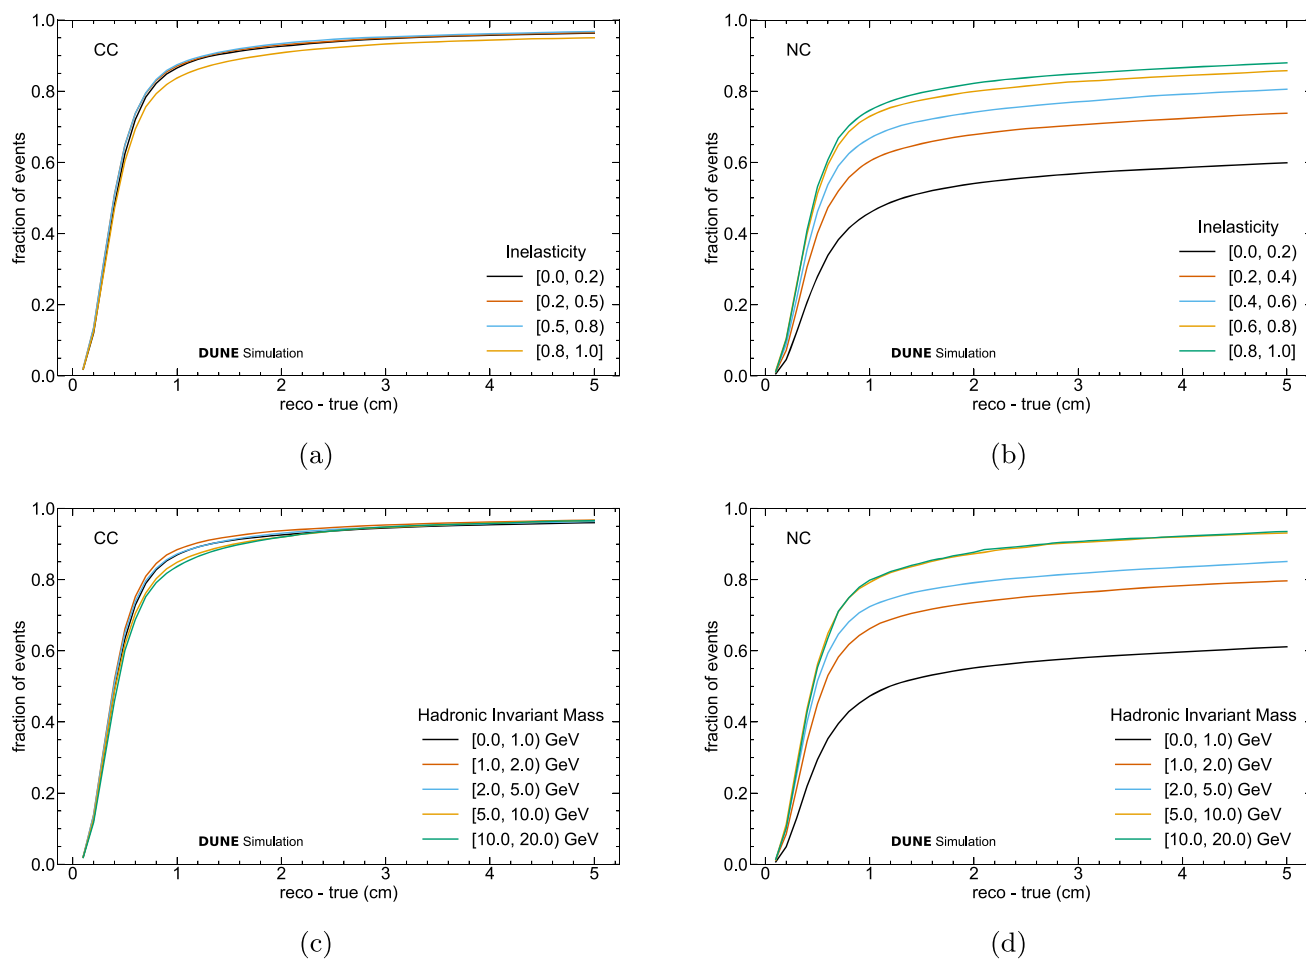 CC
fraction of events
1.0
0.8
0.6
0.4
0.2
0.0
Inelasticity
[0.0, 0.2)
[0.2, 0.5)
[0.5, 0.8)
[0.8, 1.0]
DUNE Simulation
0 1 2 3 4 5
reco - true (cm)
(a)
NC
fraction of events
1.0
0.8
0.6
0.4
0.2
0.0
Inelasticity
[0.0, 0.2)
[0.2, 0.4)
[0.4, 0.6)
[0.6, 0.8)
[0.8, 1.0]
DUNE Simulation
0 1 2 3 4 5
reco - true (cm)
(b)
CC
fraction of events
1.0
0.8
0.6
0.4
0.2
0.0
Hadronic Invariant Mass
[0.0, 1.0) GeV
[1.0, 2.0) GeV
[2.0, 5.0) GeV
[5.0, 10.0) GeV
[10.0, 20.0) GeV
DUNE Simulation
0 1 2 3 4 5
reco - true (cm)
(c)
NC
fraction of events
1.0
0.8
0.6
0.4
0.2
0.0
Hadronic Invariant Mass
[0.0, 1.0) GeV
[1.0, 2.0) GeV
[2.0, 5.0) GeV
[5.0, 10.0) GeV
[10.0, 20.0) GeV
DUNE Simulation
0 1 2 3 4 5
reco - true (cm)
(d)